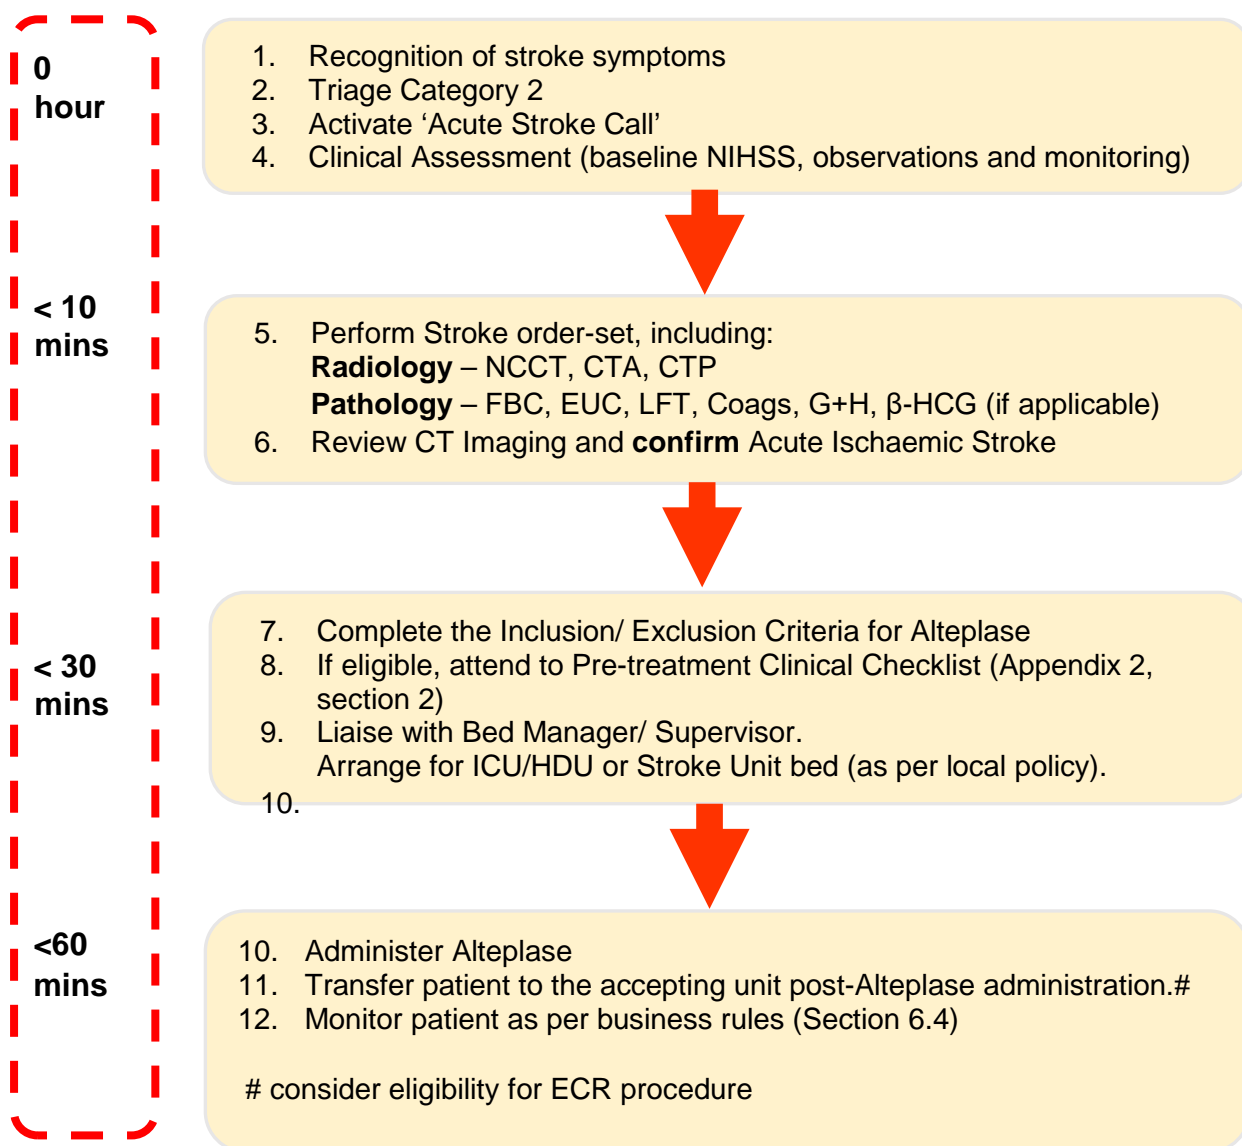 0
hour
1. Recognition of stroke symptoms
2. Triage Category 2
3. Activate ‘Acute Stroke Call’
4. Clinical Assessment (baseline NIHSS, observations and monitoring)
< 10
mins
5. Perform Stroke order-set, including:
Radiology – NCCT, CTA, CTP
Pathology – FBC, EUC, LFT, Coags, G+H, β-HCG (if applicable)
6. Review CT Imaging and confirm Acute Ischaemic Stroke
< 30
mins
7. Complete the Inclusion/ Exclusion Criteria for Alteplase
8. If eligible, attend to Pre-treatment Clinical Checklist (Appendix 2,
section 2)
9. Liaise with Bed Manager/ Supervisor.
Arrange for ICU/HDU or Stroke Unit bed (as per local policy).
10.
<60
mins
10. Administer Alteplase
11. Transfer patient to the accepting unit post-Alteplase administration.#
12. Monitor patient as per business rules (Section 6.4)
# consider eligibility for ECR procedure